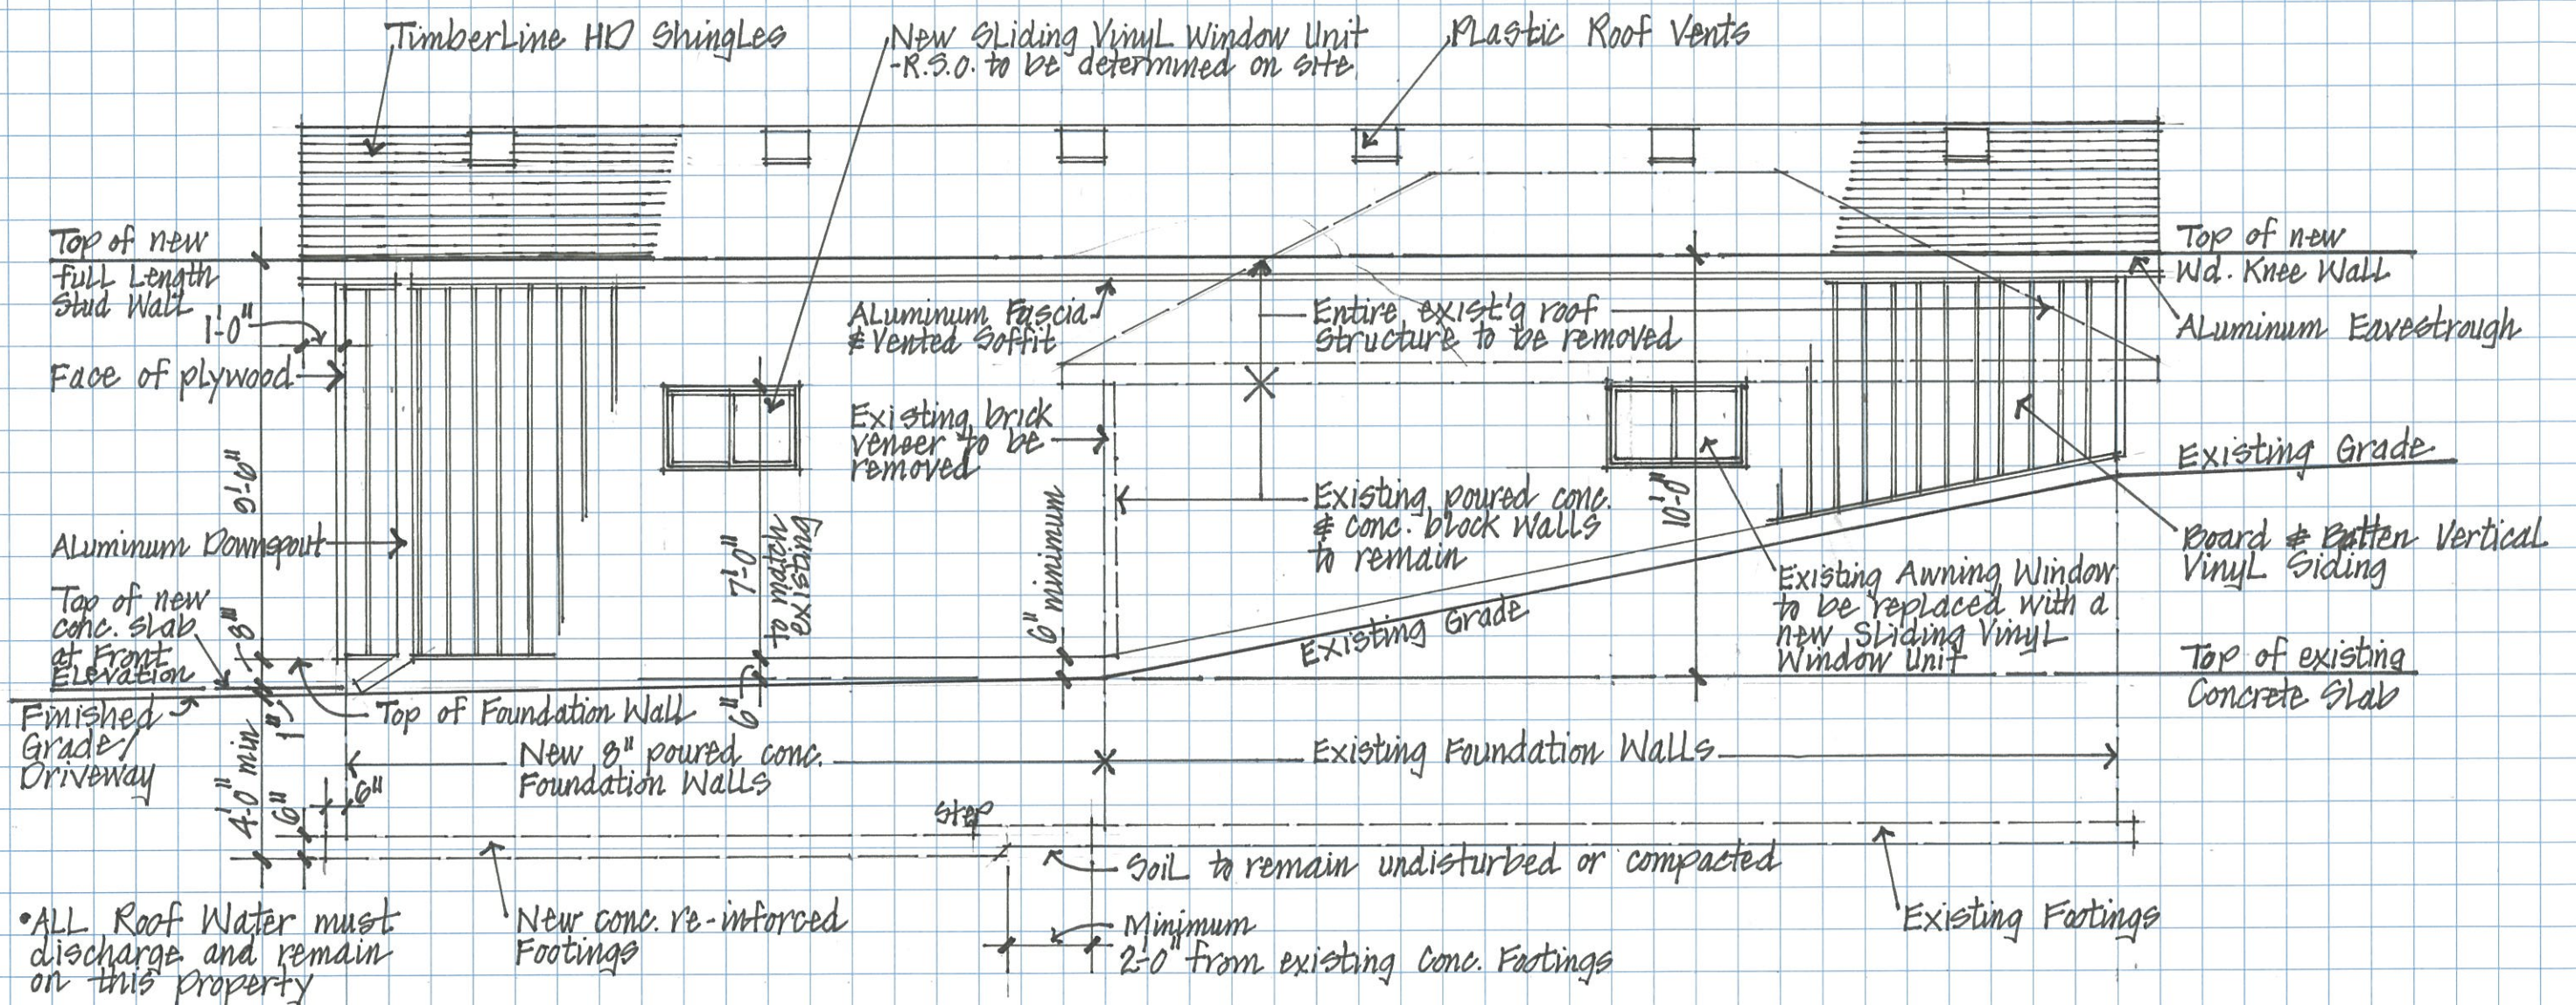 Timberline HD Shingles
New Sliding Vinyl Window Unit
-R.S.O. to be determined on site
Plastic Roof Vents
Top of new
full Length
Stud Wall
1'-0"
Face of plywood
9'-0"
Aluminum Downspout
Top of new
conc. slab
at Front
Elevation
8"
Finished
Grade/
Driveway
1"
4'-0" min
6"
6"
Top of Foundation Wall
New 8" poured conc.
Foundation Walls
Aluminum Fascia
& Vented Soffit
Existing brick
veneer to be
removed
7'-0"
to match
existing
6"
6" minimum
Entire exist'g roof
structure to be removed
Existing poured conc.
& conc. block walls
to remain
10'-0"
Existing Grade
Existing Awning Window
to be replaced with a
new Sliding Vinyl
Window Unit
Top of new
Wd. Knee Wall
Aluminum Eavestrough
Existing Grade
Board & Batten Vertical
Vinyl Siding
Top of existing
Concrete Slab
Existing Foundation Walls
Step
Soil to remain undisturbed or compacted
Existing Footings
•ALL Roof Water must
discharge and remain
on this property
New conc. re-inforced
Footings
Minimum
2'-0" from existing Conc. Footings